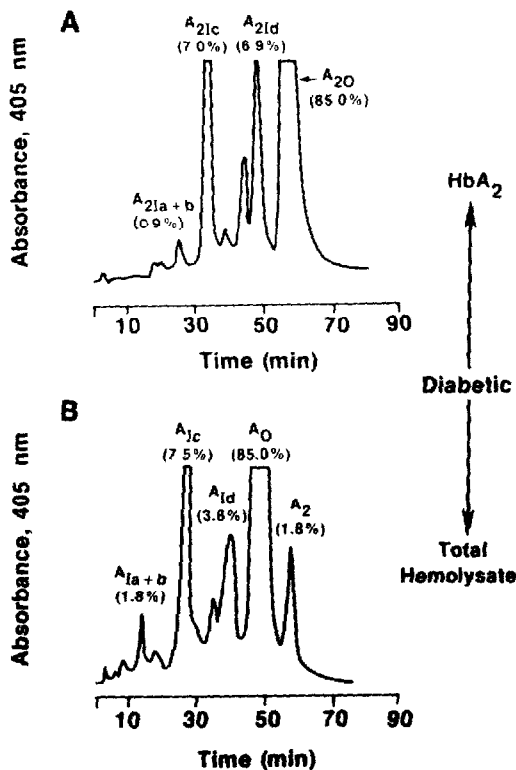 A
A2Ic
(7.0%)
A2Id
(6.9%)
A2O
(85.0%)
A2Ia + b
(0.9%)
Absorbance, 405 nm
10 30 50 70 90
Time (min)
HbA2
Diabetic
Total
Hemolysate
B
AIc
(7.5%)
AId
(3.8%)
AO
(85.0%)
A2
(1.8%)
AIa + b
(1.8%)
Absorbance, 405 nm
10 30 50 70 90
Time (min)